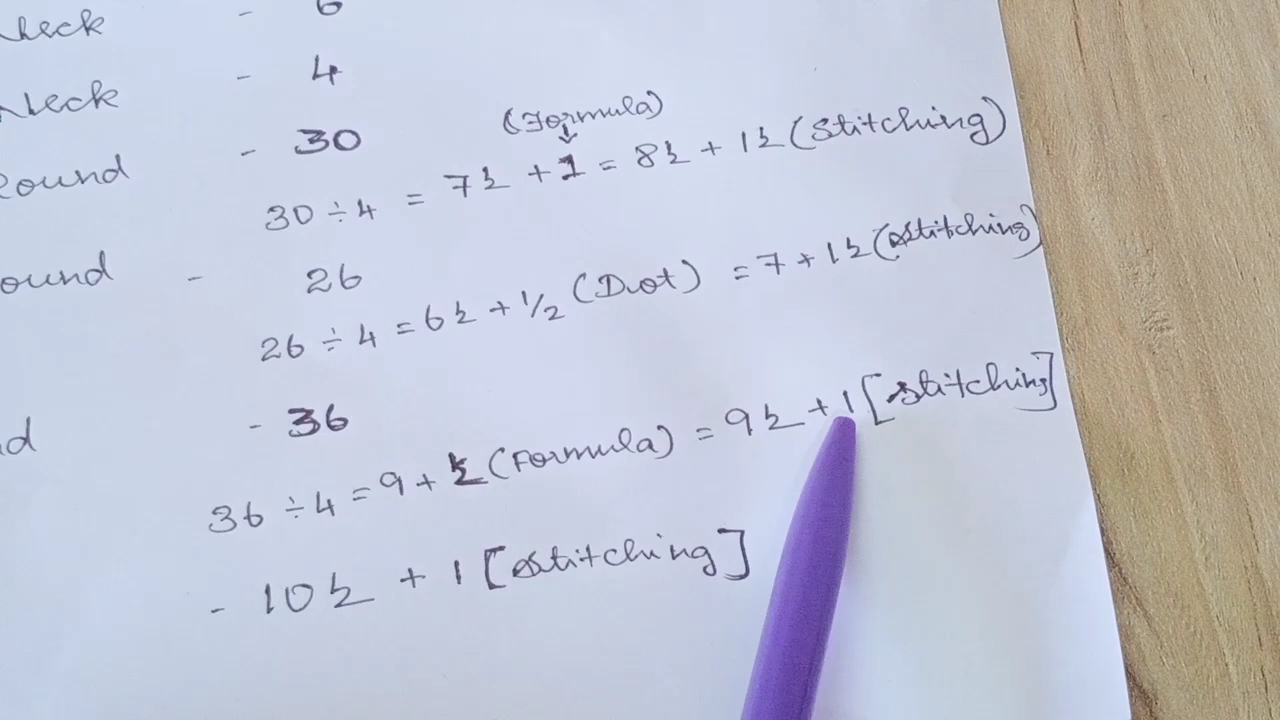 Neck - 6
Neck - 4
Round - 30
(Formula)
30 ÷ 4 = 7½ + 1 = 8½ + 1½ (Stitching)
ound - 26
26 ÷ 4 = 6½ + 1/2 (Dot) = 7 + 1½ (stitching)
d - 36
36 ÷ 4 = 9 + ½ (Formula) = 9½ + 1 [stitching]
- 10½ + 1 [stitching]